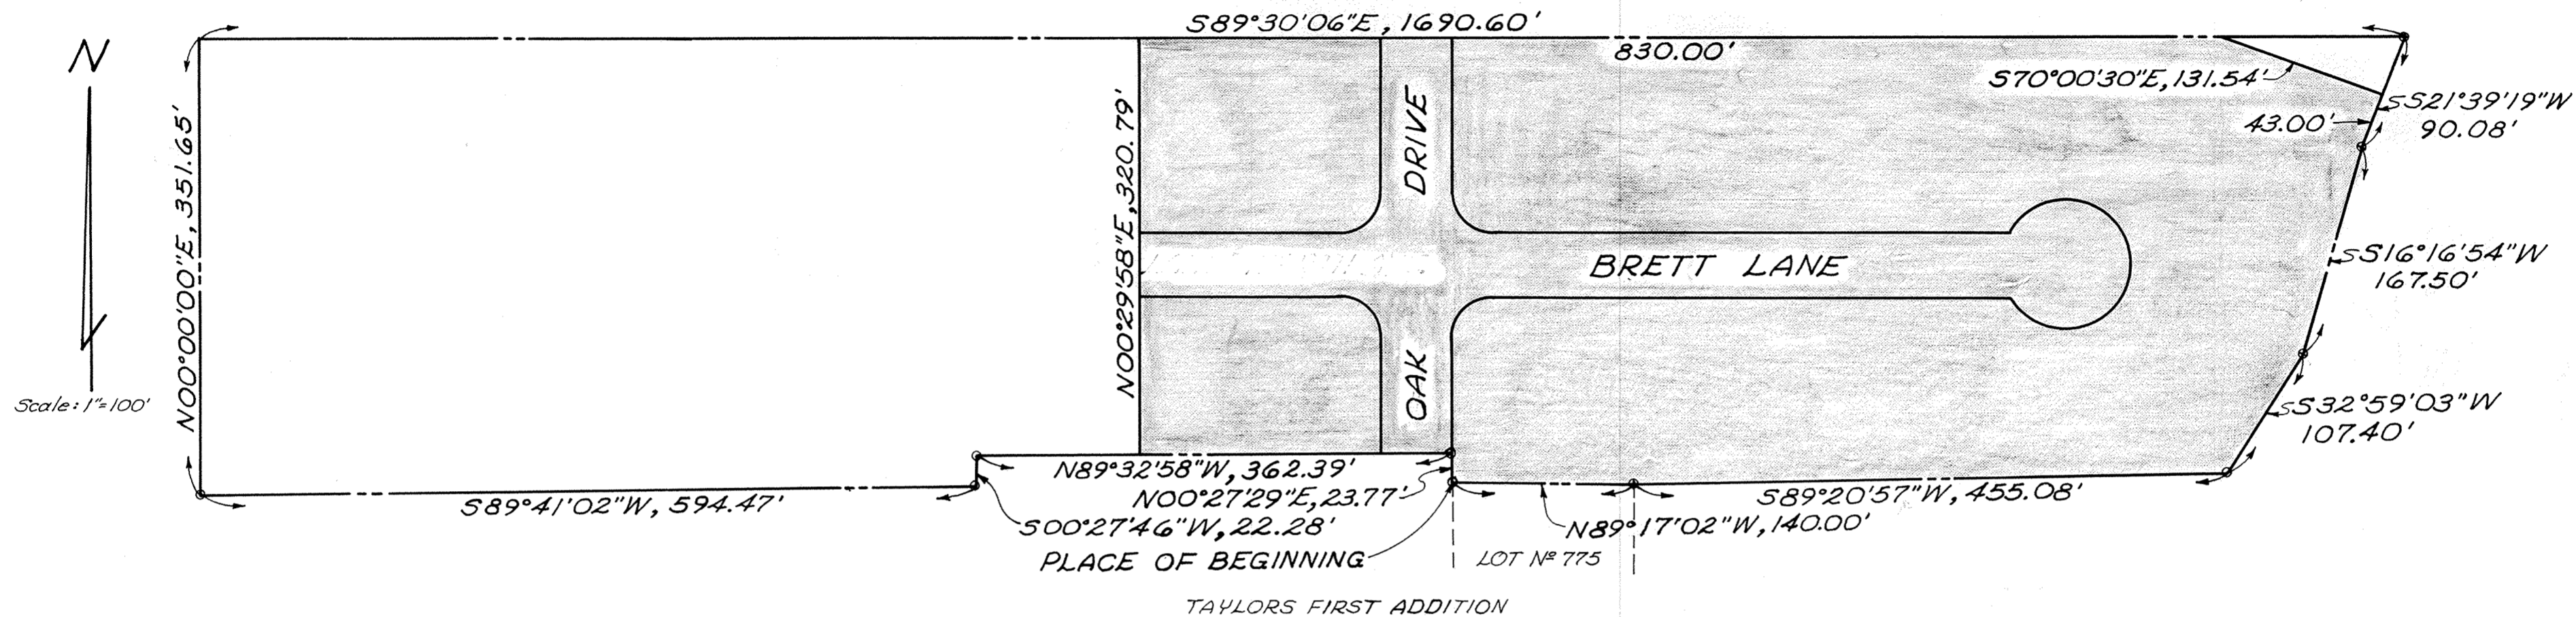 S89°30'06"E, 1690.60'
830.00'
N
S70°00'30"E, 131.54'
S21°39'19"W
90.08'
43.00'
N00°00'00"E, 351.65'
N00°29'58"E, 320.79'
DRIVE
BRETT LANE
S16°16'54"W
167.50'
OAK
Scale: 1"=100'
S32°59'03"W
107.40'
N89°32'58"W, 362.39'
N00°27'29"E, 23.77'
S89°41'02"W, 594.47'
S89°20'57"W, 455.08'
S00°27'46"W, 22.28'
N89°17'02"W, 140.00'
PLACE OF BEGINNING
LOT Nº 775
TAYLORS FIRST ADDITION